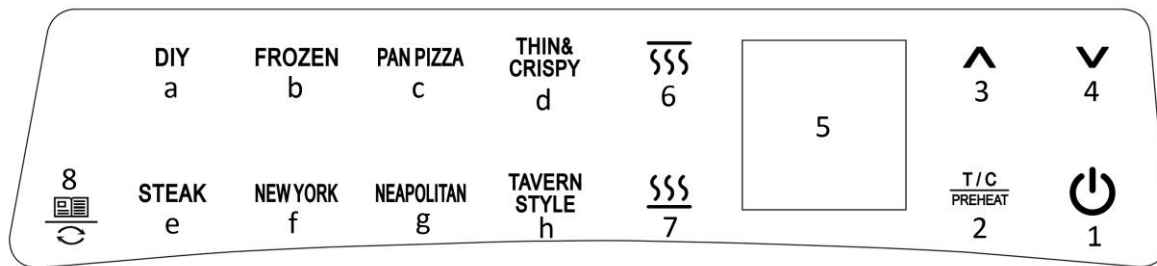 DIY
a
FROZEN
b
PAN PIZZA
c
THIN&
CRISPY
d
6
5
3
4
8
STEAK
e
NEW YORK
f
NEAPOLITAN
g
TAVERN
STYLE
h
7
T / C
PREHEAT
2
1